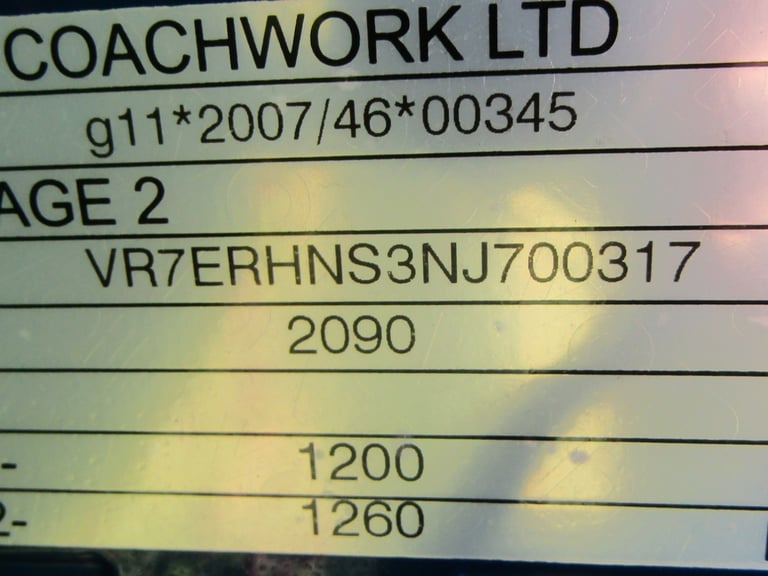 COACHWORK LTD
g11*2007/46*00345
AGE 2
VR7ERHNS3NJ700317
2090
- 1200
2- 1260